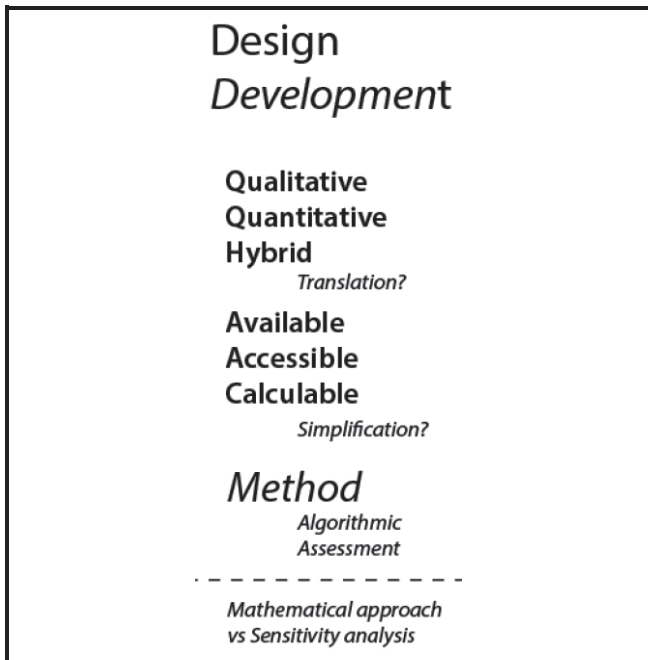 Design
Development
Qualitative
Quantitative
Hybrid
Translation?
Available
Accessible
Calculable
Simplification?
Method
Algorithmic
Assessment
Mathematical approach
vs Sensitivity analysis